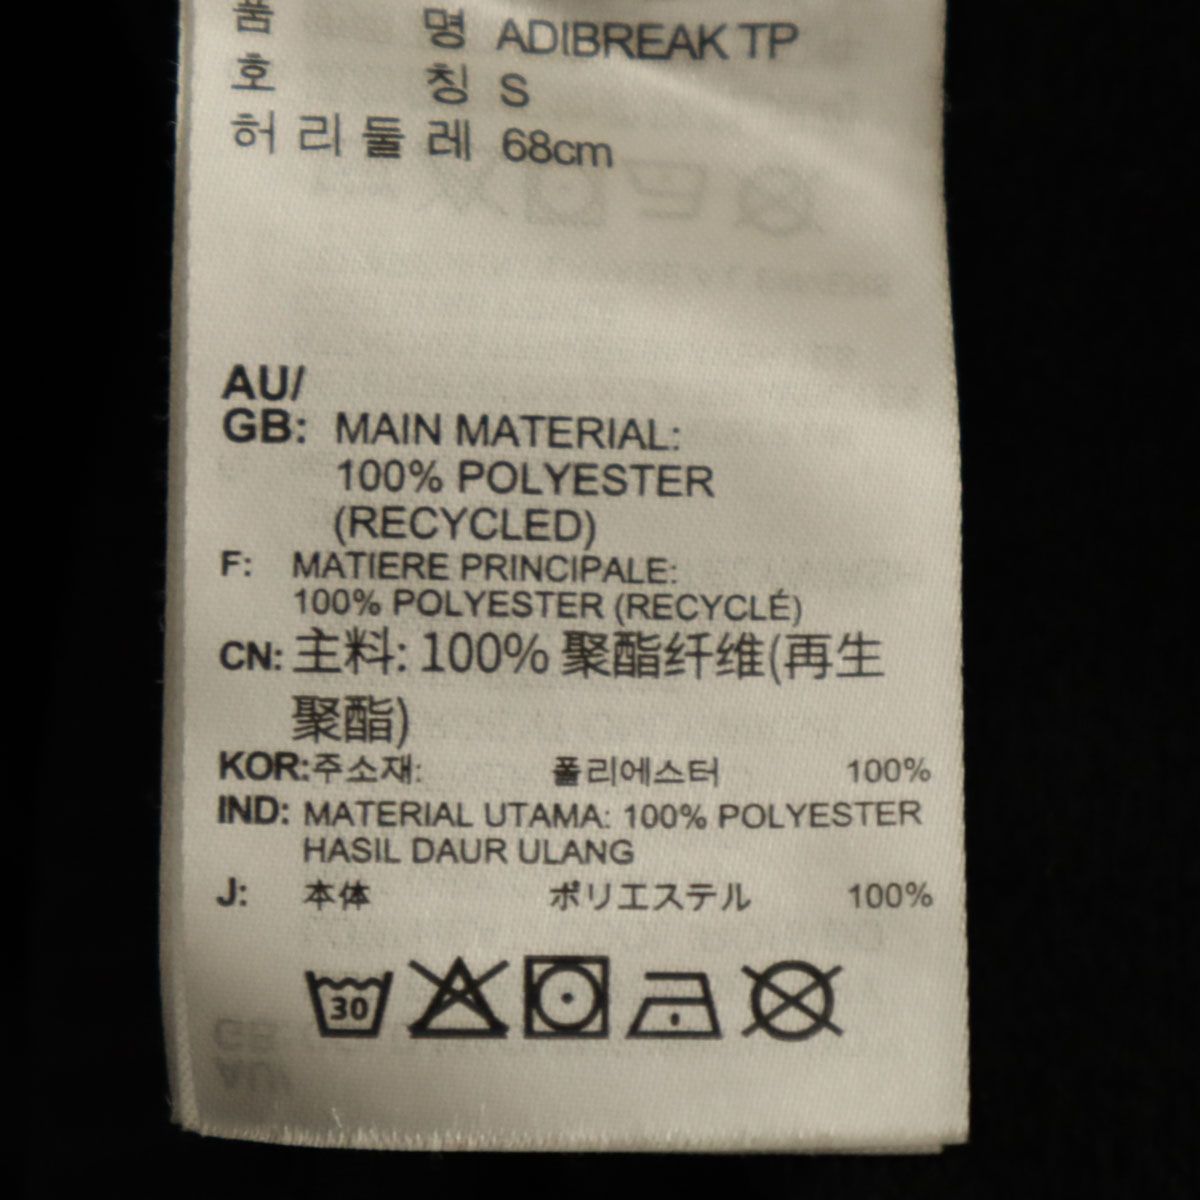 품 명 ADIBREAK TP
호 칭 S
허리둘레 68cm
AU/
GB: MAIN MATERIAL:
100% POLYESTER
(RECYCLED)
F: MATIERE PRINCIPALE:
100% POLYESTER (RECYCLÉ)
CN: 主料: 100% 聚酯纤维(再生
聚酯)
KOR:주소재: 폴리에스터 100%
IND: MATERIAL UTAMA: 100% POLYESTER
HASIL DAUR ULANG
J: 本体 ポリエステル 100%
30